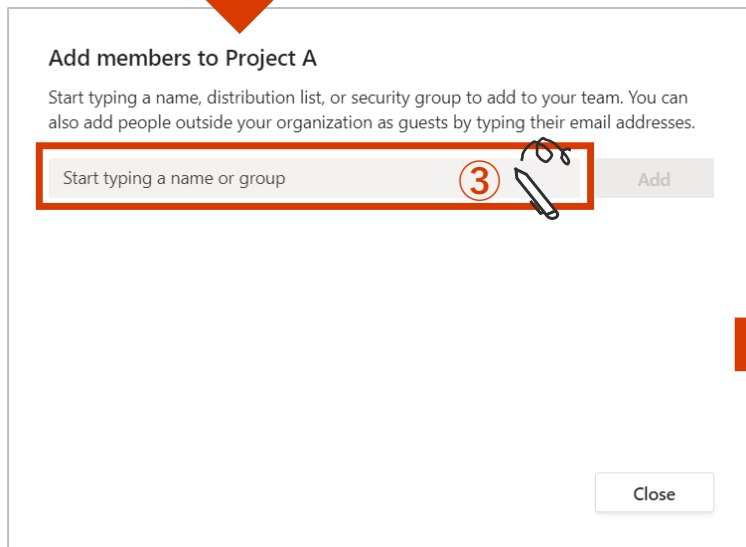 Add members to Project A
Start typing a name, distribution list, or security group to add to your team. You can
also add people outside your organization as guests by typing their email addresses.
Start typing a name or group
③
Add
Close